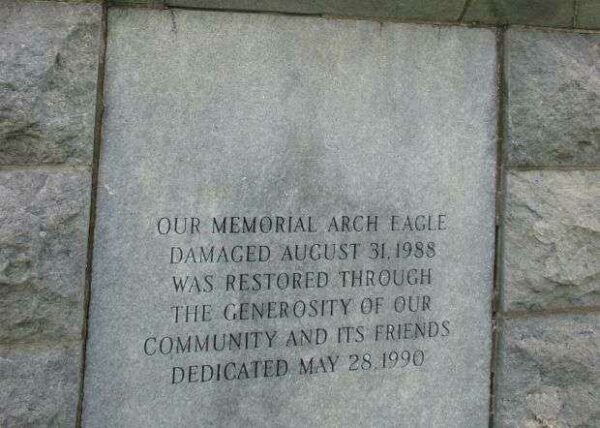 OUR MEMORIAL ARCH EAGLE
DAMAGED AUGUST 31, 1988
WAS RESTORED THROUGH
THE GENEROSITY OF OUR
COMMUNITY AND ITS FRIENDS
DEDICATED MAY 28, 1990